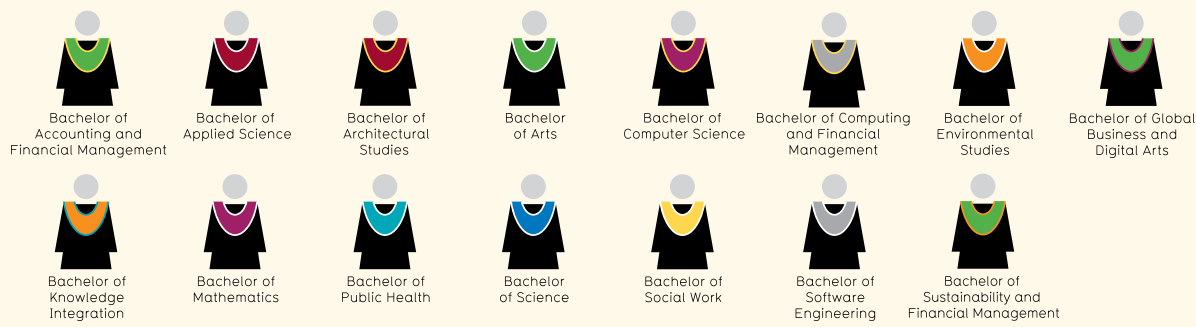 Bachelor of
Accounting and
Financial Management
Bachelor of
Applied Science
Bachelor of
Architectural
Studies
Bachelor
of Arts
Bachelor of
Computer Science
Bachelor of Computing
and Financial
Management
Bachelor of
Environmental
Studies
Bachelor of Global
Business and
Digital Arts
Bachelor of
Knowledge
Integration
Bachelor of
Mathematics
Bachelor of
Public Health
Bachelor
of Science
Bachelor of
Social Work
Bachelor of
Software
Engineering
Bachelor of
Sustainability and
Financial Management